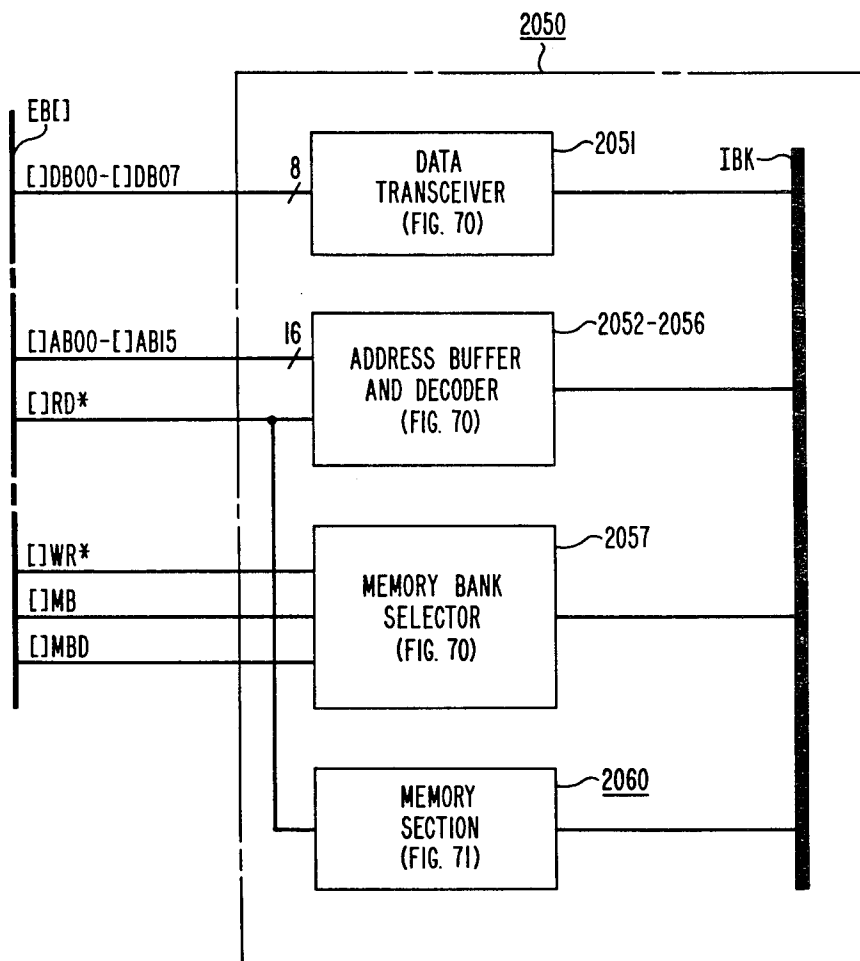 2050
EB[]
[]DB00-[]DB07
8
DATA
TRANSCEIVER
(FIG. 70)
2051
IBK
[]AB00-[]AB15
16
ADDRESS BUFFER
AND DECODER
(FIG. 70)
2052-2056
[]RD*
[]WR*
[]MB
[]MBD
MEMORY BANK
SELECTOR
(FIG. 70)
2057
MEMORY
SECTION
(FIG. 71)
2060